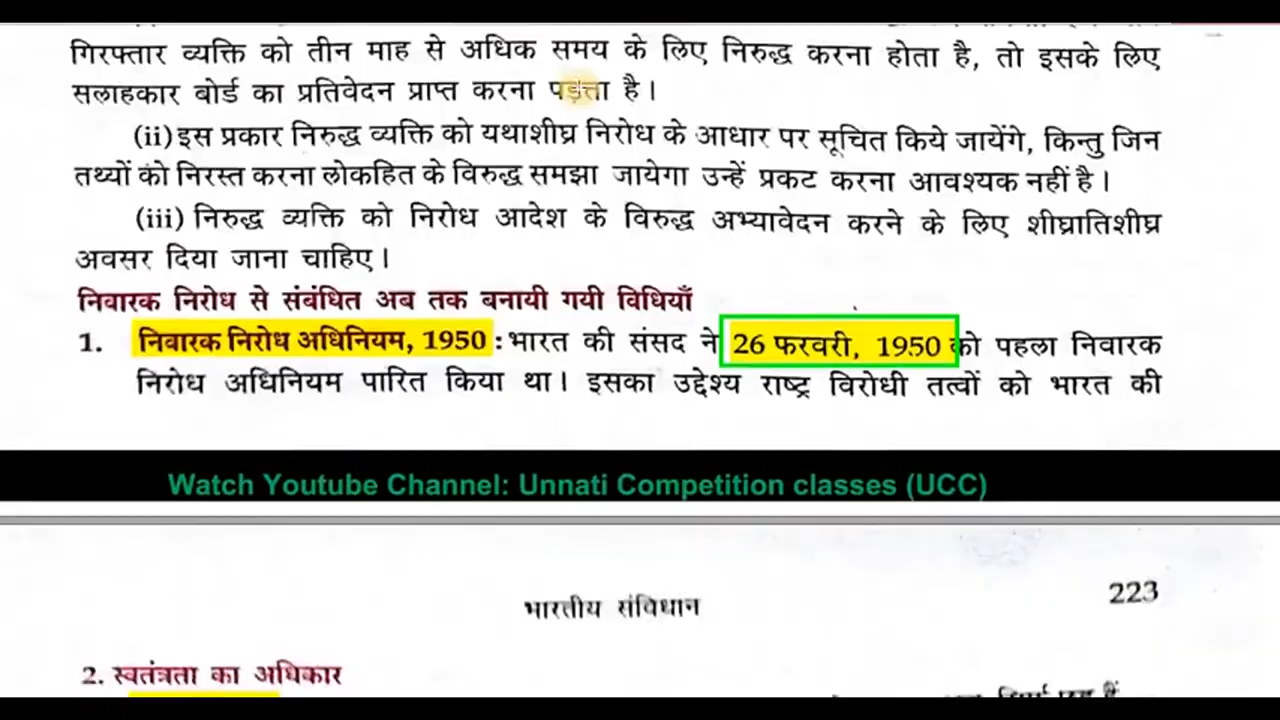 गिरफ्तार व्यक्ति को तीन माह से अधिक समय के लिए निरुद्ध करना होता है, तो इसके लिए
सलाहकार बोर्ड का प्रतिवेदन प्राप्त करना पड़ता है।
(ii) इस प्रकार निरुद्ध व्यक्ति को यथाशीघ्र निरोध के आधार पर सूचित किये जायेंगे, किन्तु जिन
तथ्यों को निरस्त करना लोकहित के विरुद्ध समझा जायेगा उन्हें प्रकट करना आवश्यक नहीं है।
(iii) निरुद्ध व्यक्ति को निरोध आदेश के विरुद्ध अभ्यावेदन करने के लिए शीघ्रातिशीघ्र
अवसर दिया जाना चाहिए।
निवारक निरोध से संबंधित अब तक बनायी गयी विधियाँ
1. निवारक निरोध अधिनियम, 1950 : भारत की संसद ने 26 फरवरी, 1950 को पहला निवारक
निरोध अधिनियम पारित किया था। इसका उद्देश्य राष्ट्र विरोधी तत्वों को भारत की
Watch Youtube Channel: Unnati Competition classes (UCC)
223
भारतीय संविधान
2. स्वतंत्रता का अधिकार